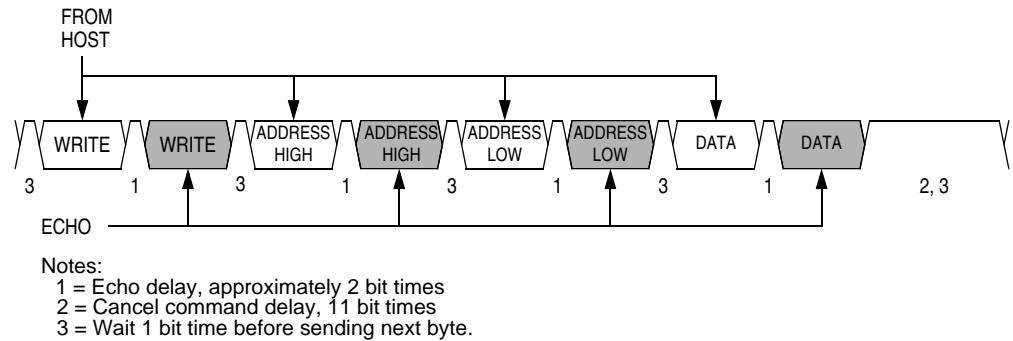 FROM
HOST
WRITE WRITE ADDRESS HIGH ADDRESS HIGH ADDRESS LOW ADDRESS LOW DATA DATA
3 1 3 1 3 1 3 1 2, 3
ECHO
Notes:
1 = Echo delay, approximately 2 bit times
2 = Cancel command delay, 11 bit times
3 = Wait 1 bit time before sending next byte.